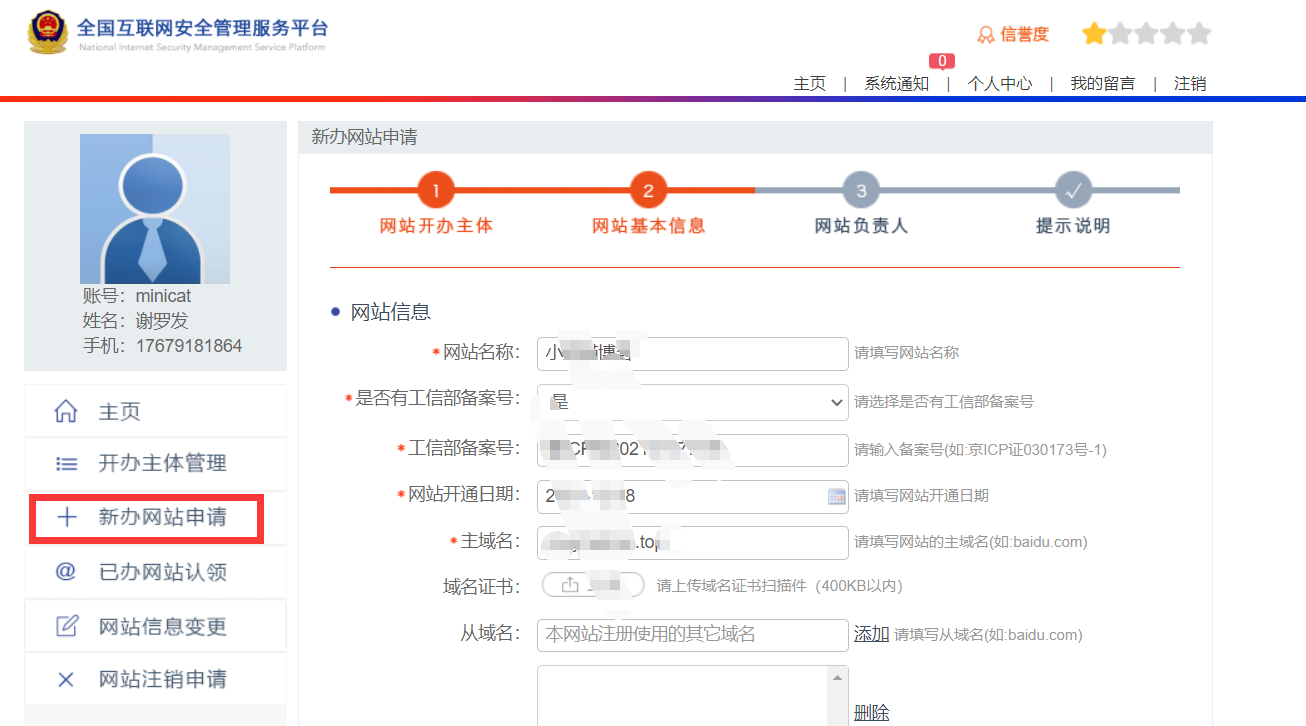 全国互联网安全管理服务平台
National Internet Security Management Service Platform
信誉度
0
主页 | 系统通知 | 个人中心 | 我的留言 | 注销
账号：minicat
姓名：谢罗发
手机：17679181864
主页
开办主体管理
新办网站申请
已办网站认领
网站信息变更
网站注销申请
新办网站申请
1 2 3
网站开办主体 网站基本信息 网站负责人 提示说明
网站信息
*网站名称： 小 请填写网站名称
*是否有工信部备案号： 是 请选择是否有工信部备案号
*工信部备案号： 请输入备案号(如:京ICP证030173号-1)
*网站开通日期： 2 8 请填写网站开通日期
*主域名： .top 请填写网站的主域名(如:baidu.com)
域名证书： 请上传域名证书扫描件（400KB以内）
从域名： 本网站注册使用的其它域名 添加 请填写从域名(如:baidu.com)
删除